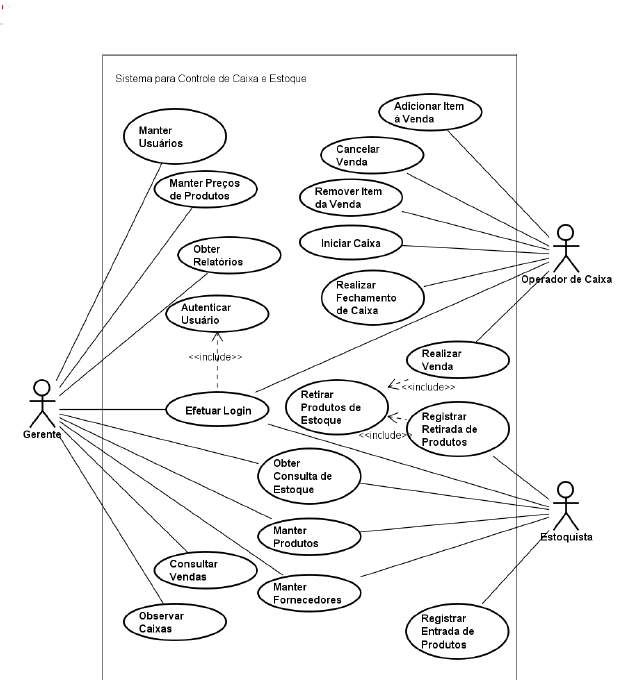 Sistema para Controle de Caixa e Estoque
Adicionar Item
á Venda
Manter
Usuários
Cancelar
Venda
Manter Preços
de Produtos
Remover Item
da Venda
Iniciar Caixa
Obter
Relatórios
Operador de Caixa
Realizar
Fechamento
de Caixa
Autenticar
Usuário
<<include>>
Realizar
Venda
<<include>>
Efetuar Login
Retirar
Produtos de
Estoque
Registrar
Retirada de
Produtos
<<include>>
Gerente
Obter
Consulta de
Estoque
Manter
Produtos
Estoquista
Consultar
Vendas
Manter
Fornecedores
Observar
Caixas
Registrar
Entrada de
Produtos